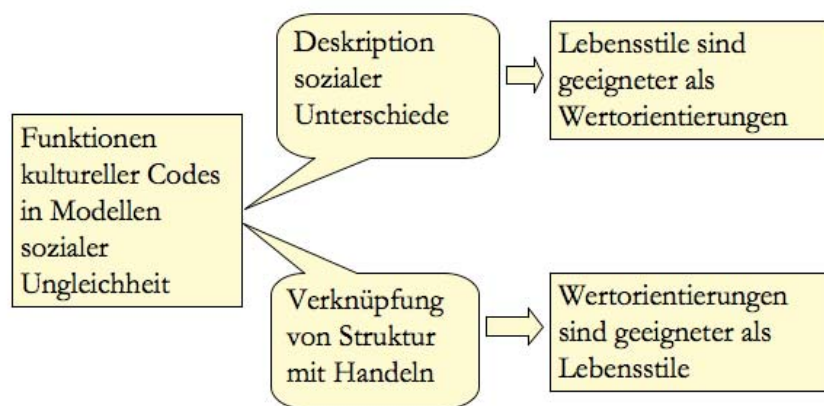 Funktionen
kultureller Codes
in Modellen
sozialer
Ungleichheit
Deskription
sozialer
Unterschiede
Lebensstile sind
geeigneter als
Wertorientierungen
Verknüpfung
von Struktur
mit Handeln
Wertorientierungen
sind geeigneter als
Lebensstile